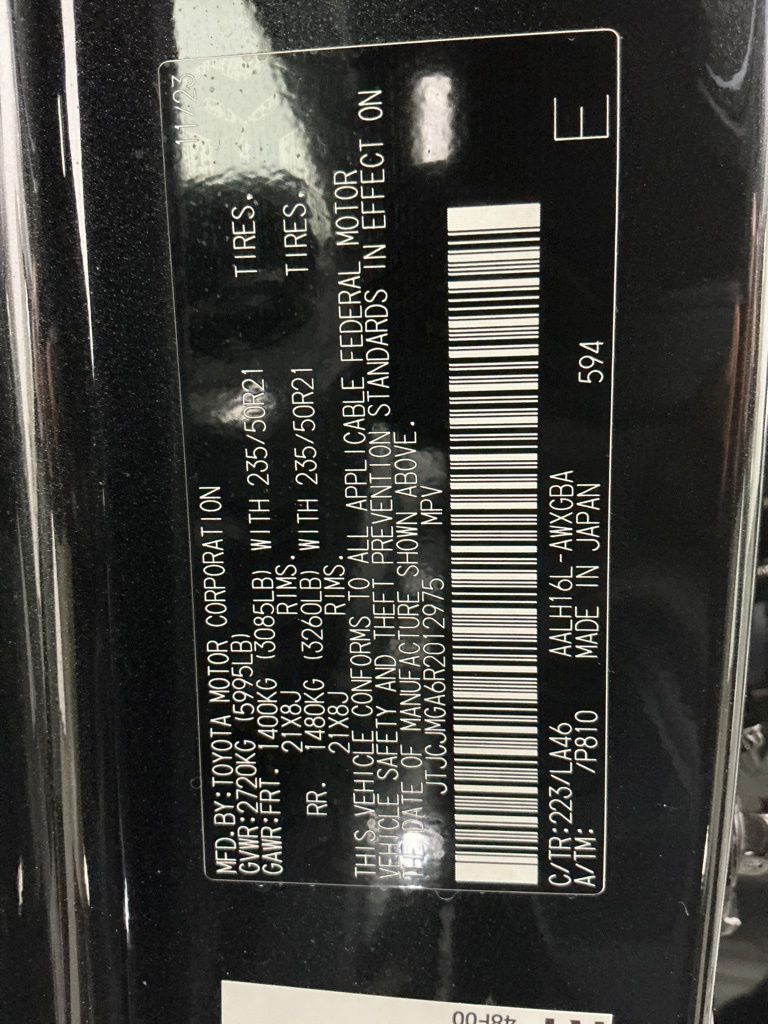 MFD.BY:TOYOTA MOTOR CORPORATION 11/23
GVWR:2720KG (5995LB)
GAWR:FRT. 1400KG (3085LB) WITH 235/50R21 TIRES.
21X8J RIMS.
RR. 1480KG (3260LB) WITH 235/50R21 TIRES.
21X8J RIMS.
THIS VEHICLE CONFORMS TO ALL APPLICABLE FEDERAL MOTOR
VEHICLE SAFETY AND THEFT PREVENTION STANDARDS IN EFFECT ON
THE DATE OF MANUFACTURE SHOWN ABOVE.
JTJCJMGA6R2012975 MPV
C/TR:223/LA46 AALH16L-AWXGBA
A/TM: /P810 MADE IN JAPAN 594 E
48F00